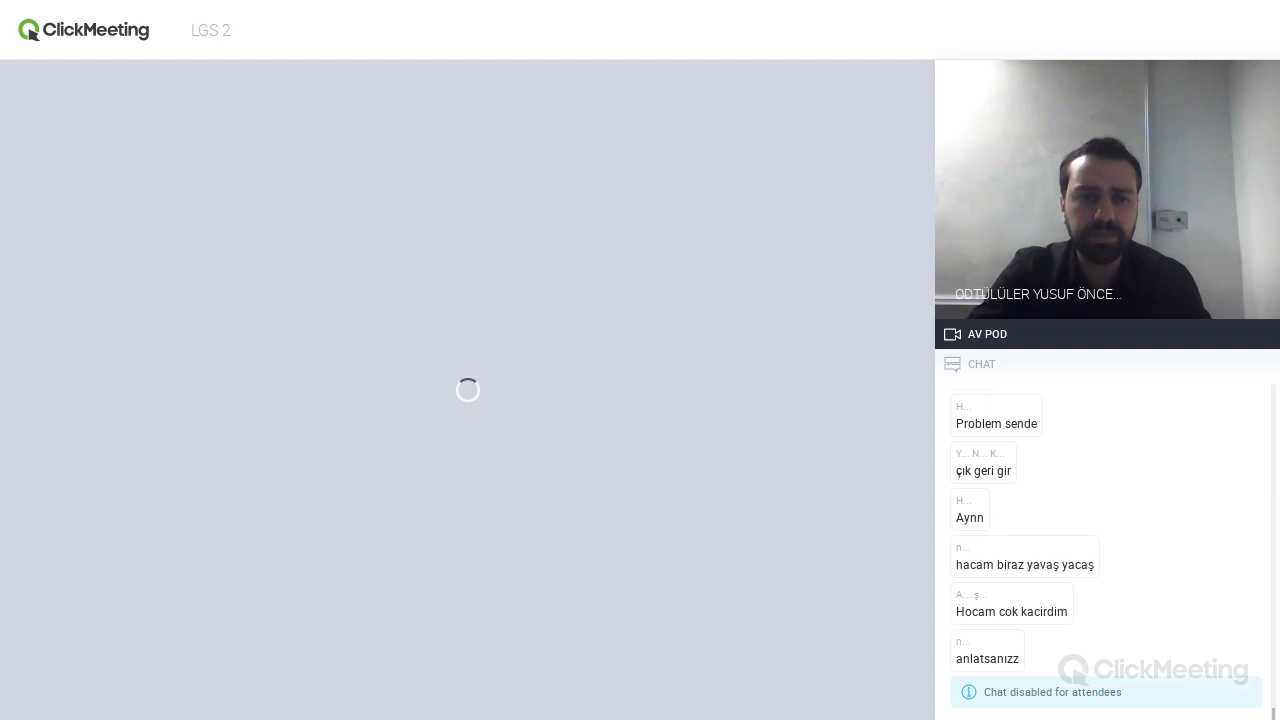 ClickMeeting
LGS 2
ODTÜLÜLER YUSUF ÖNCE...
AV POD
CHAT
H...
Problem sende
Y... N... K...
çık geri gir
H...
Aynn
n...
hacam biraz yavaş yacaş
A... ş...
Hocam cok kacirdim
n...
anlatsanızz
ClickMeeting
Chat disabled for attendees